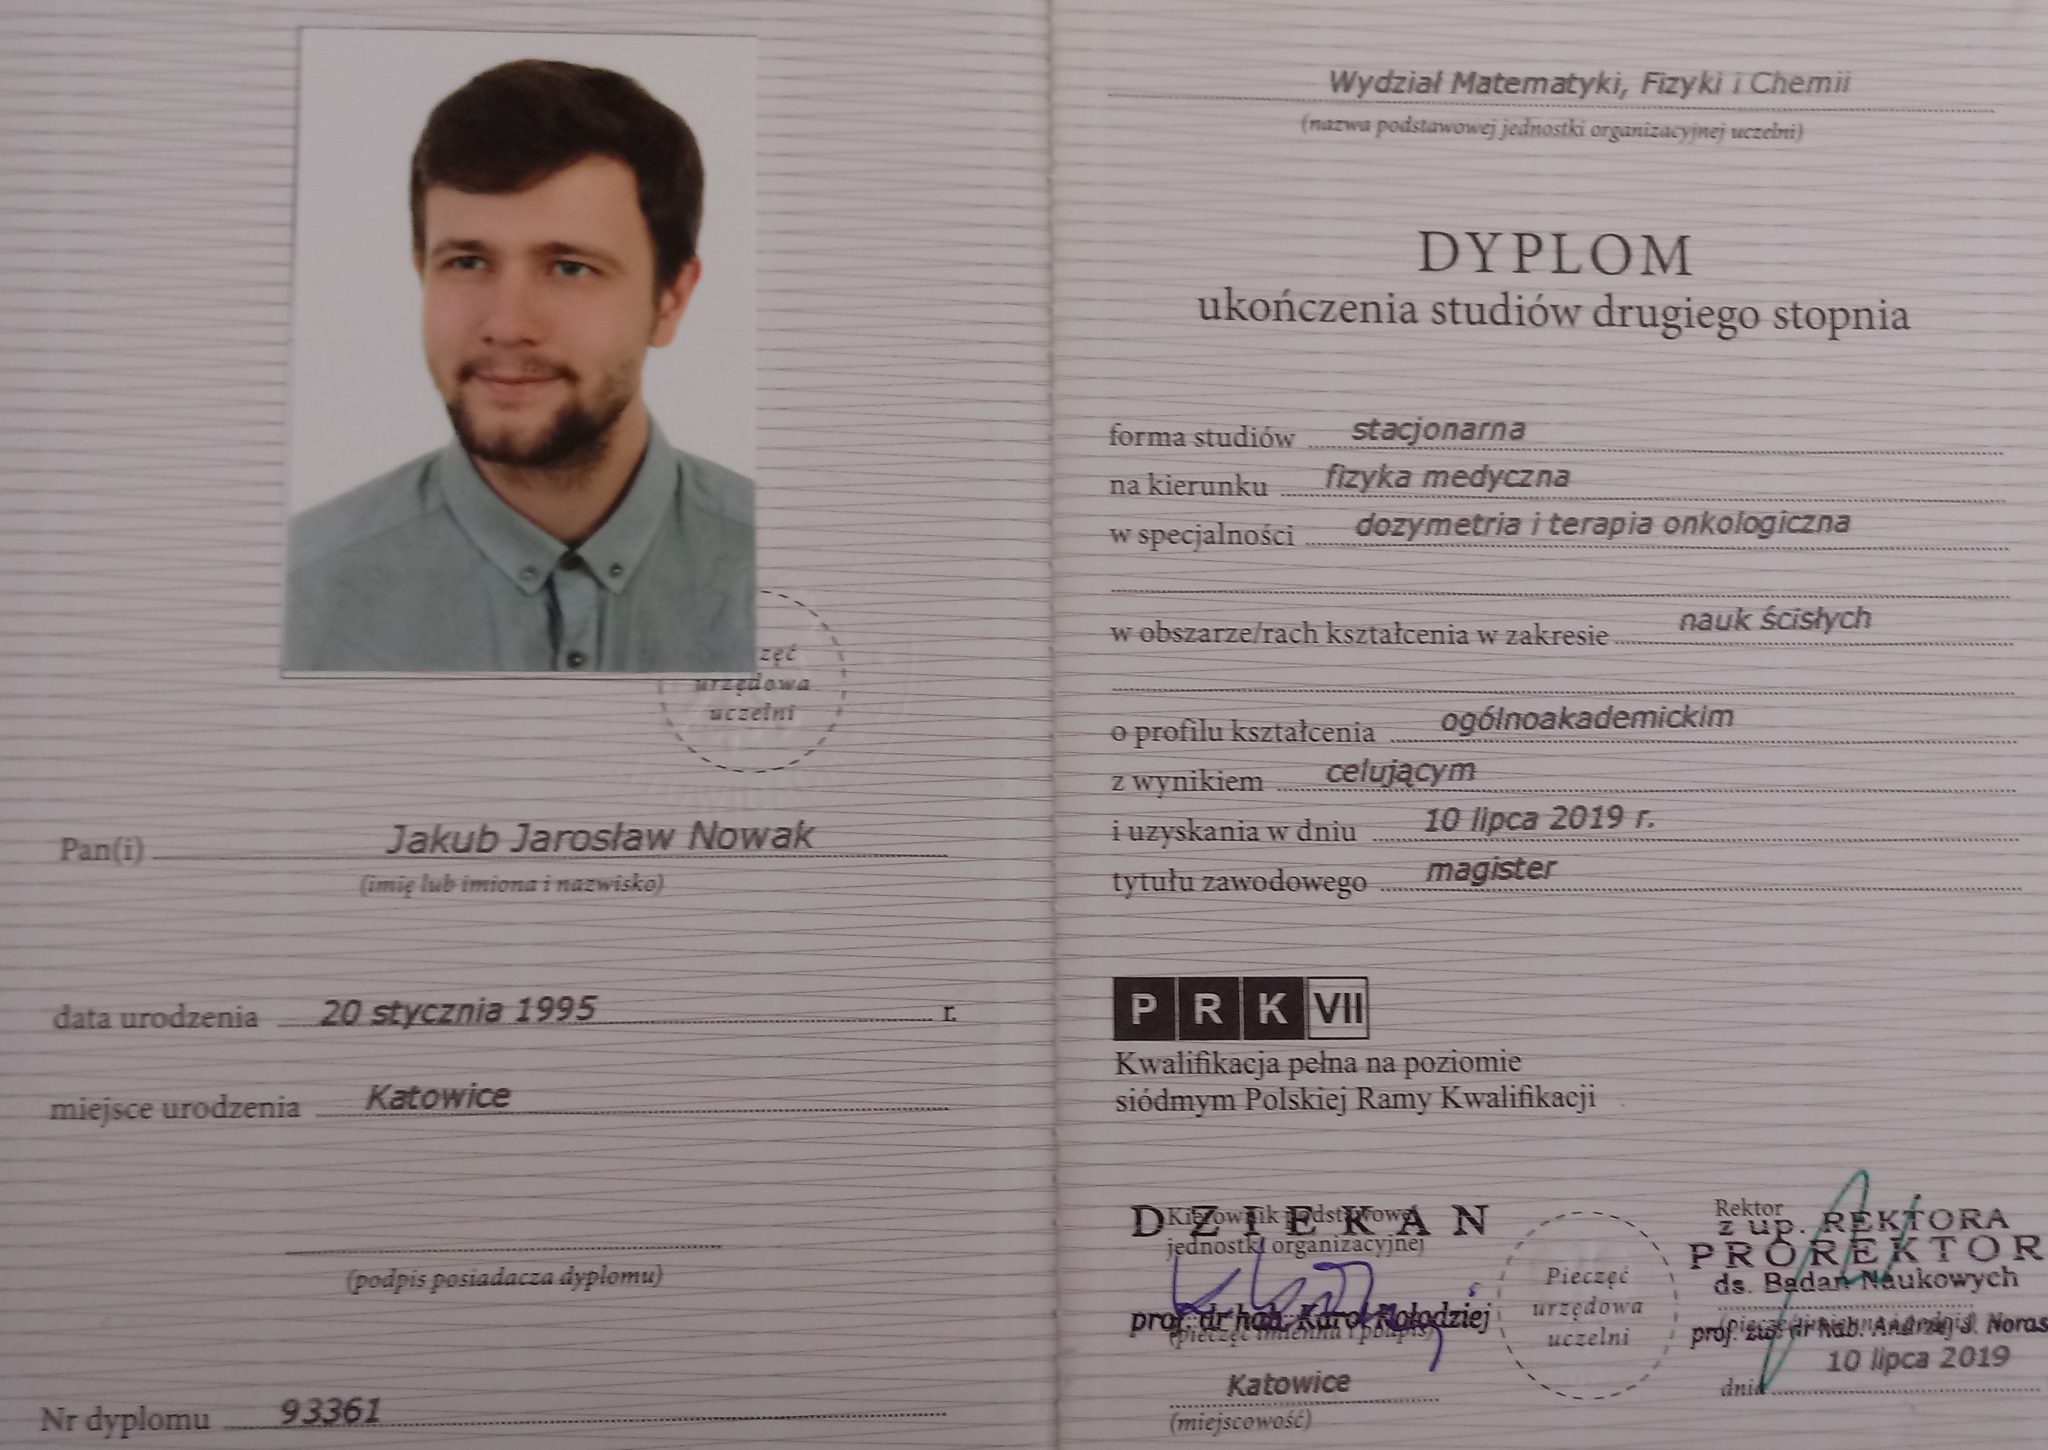 zęć
urzędowa
uczelni
Pan(i) Jakub Jarosław Nowak
(imię lub imiona i nazwisko)
data urodzenia 20 stycznia 1995 r.
miejsce urodzenia Katowice
(podpis posiadacza dyplomu)
Nr dyplomu 93361
Wydział Matematyki, Fizyki i Chemii
(nazwa podstawowej jednostki organizacyjnej uczelni)
DYPLOM
ukończenia studiów drugiego stopnia
forma studiów stacjonarna
na kierunku fizyka medyczna
w specjalności dozymetria i terapia onkologiczna
w obszarze/rach kształcenia w zakresie nauk ścisłych
o profilu kształcenia ogólnoakademickim
z wynikiem celującym
i uzyskania w dniu 10 lipca 2019 r.
tytułu zawodowego magister
PRK VII
Kwalifikacja pełna na poziomie
siódmym Polskiej Ramy Kwalifikacji
DZIEKAN
Kierownik podstawowej
jednostki organizacyjnej
prof. dr hab. Karol Kołodziej
(pieczęć imienna i podpis)
Katowice
(miejscowość)
Pieczęć
urzędowa
uczelni
Rektor
z up. REKTORA
PROREKTOR
ds. Badań Naukowych
prof. zw. dr hab. Andrzej J. Noras
10 lipca 2019
dnia